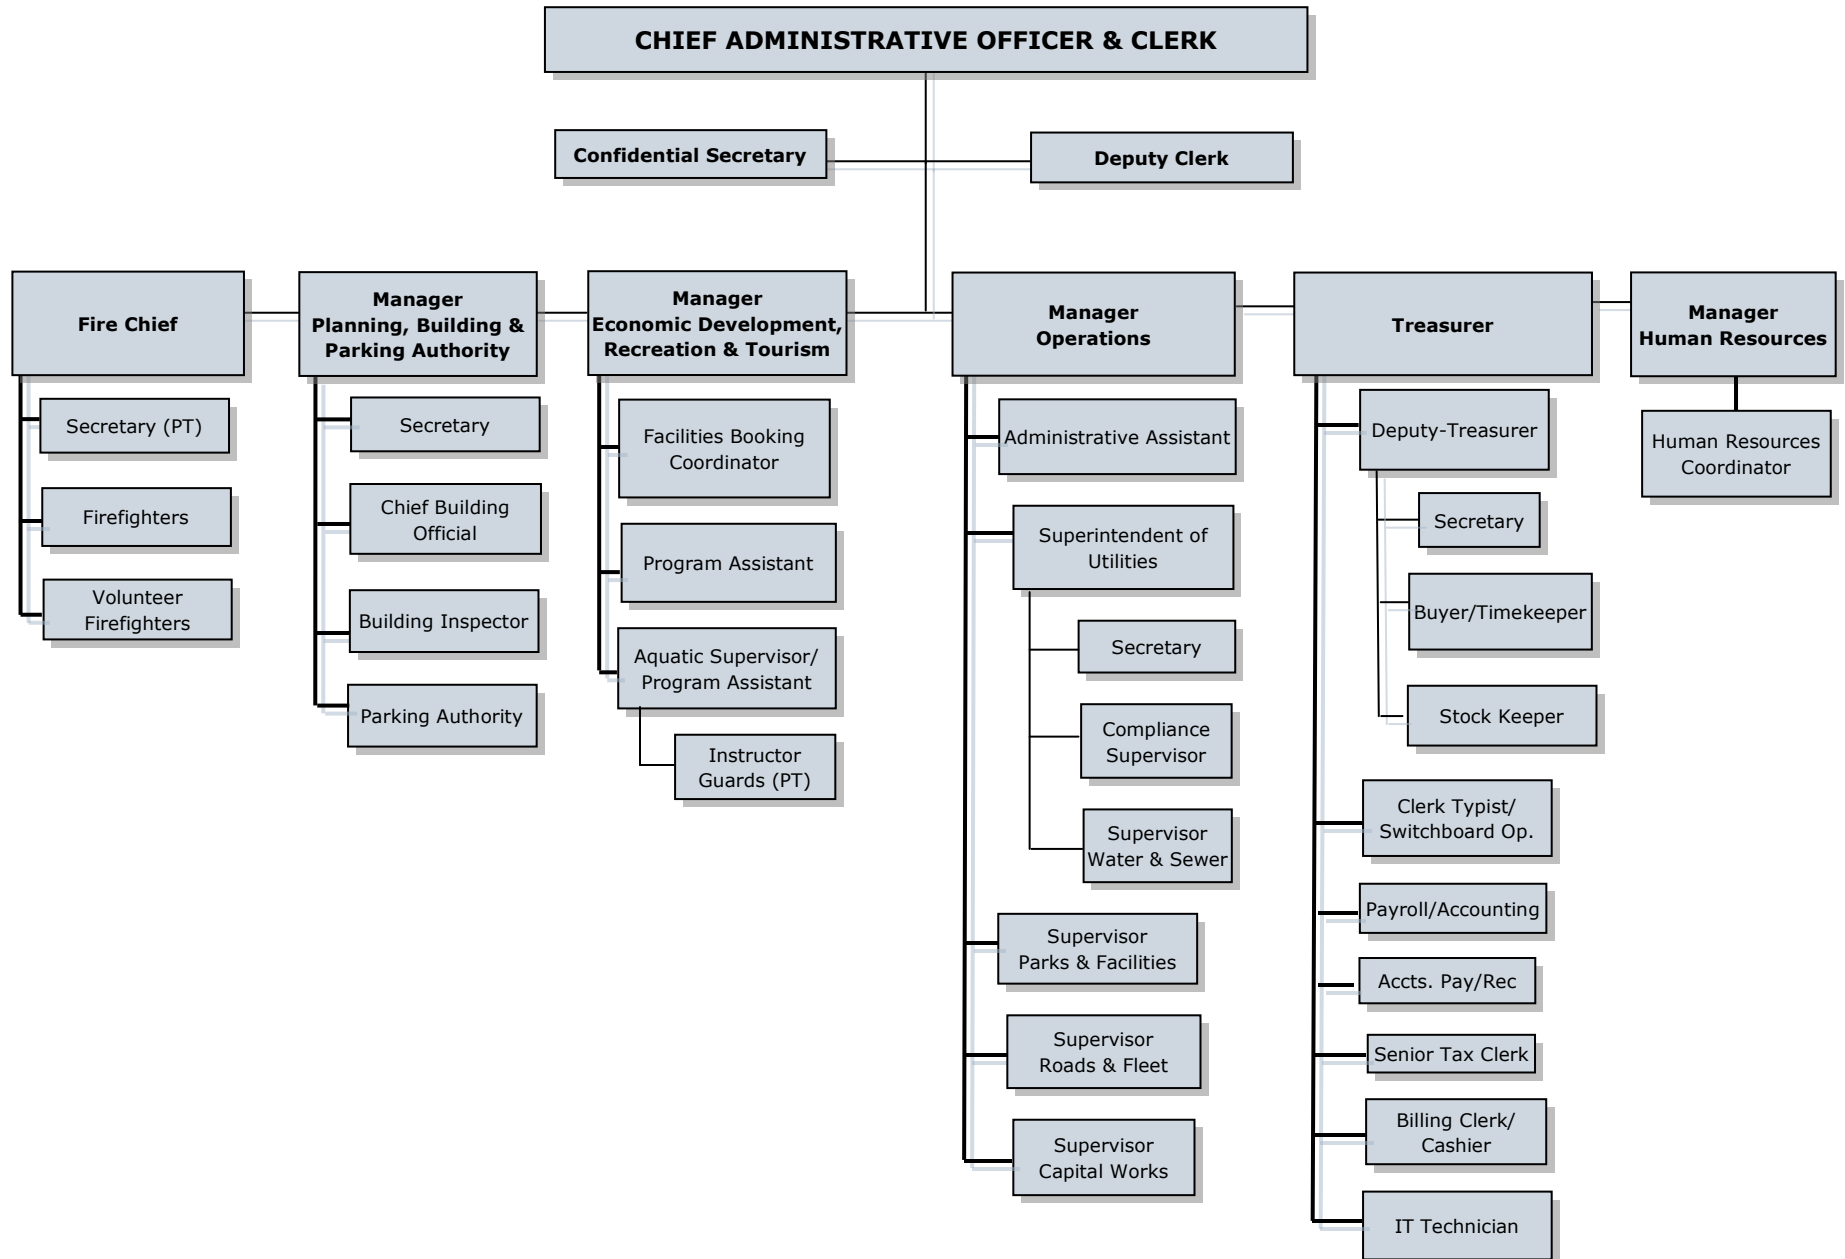 CHIEF ADMINISTRATIVE OFFICER & CLERK
Confidential Secretary
Deputy Clerk
Fire Chief
Manager
Planning, Building &
Parking Authority
Manager
Economic Development,
Recreation & Tourism
Manager
Operations
Treasurer
Manager
Human Resources
Secretary (PT)
Firefighters
Volunteer
Firefighters
Secretary
Chief Building
Official
Building Inspector
Parking Authority
Facilities Booking
Coordinator
Program Assistant
Aquatic Supervisor/
Program Assistant
Instructor
Guards (PT)
Administrative Assistant
Superintendent of
Utilities
Secretary
Compliance
Supervisor
Supervisor
Water & Sewer
Supervisor
Parks & Facilities
Supervisor
Roads & Fleet
Supervisor
Capital Works
Deputy-Treasurer
Secretary
Buyer/Timekeeper
Stock Keeper
Clerk Typist/
Switchboard Op.
Payroll/Accounting
Accts. Pay/Rec
Senior Tax Clerk
Billing Clerk/
Cashier
IT Technician
Human Resources
Coordinator